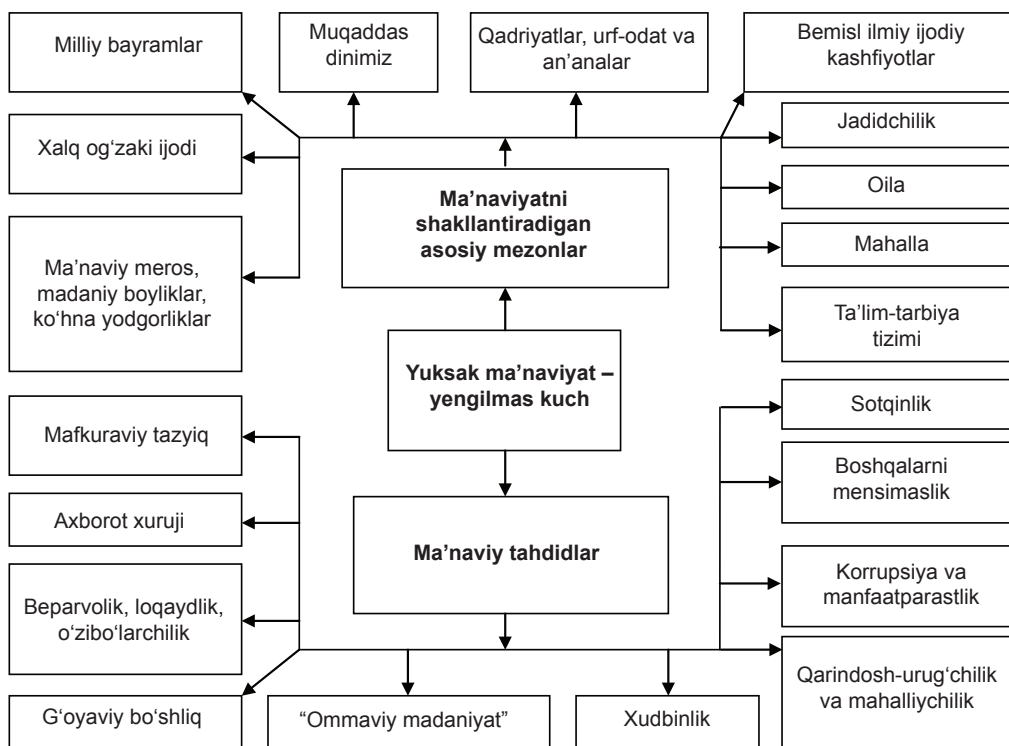 Milliy bayramlar
Muqaddas
dinimiz
Qadriyatlar, urf-odat va
an’analar
Bemisl ilmiy ijodiy
kashfiyotlar
Xalq og‘zaki ijodi
Jadidchilik
Oila
Ma’naviyatni
shakllantiradigan
asosiy mezonlar
Mahalla
Ma’naviy meros,
madaniy boyliklar,
ko‘hna yodgorliklar
Ta’lim-tarbiya
tizimi
Yuksak ma’naviyat –
yengilmas kuch
Sotqinlik
Mafkuraviy tazyiq
Boshqalarni
mensimaslik
Axborot xuruji
Ma’naviy tahdidlar
Korrupsiya va
manfaatparastlik
Beparvolik, loqaydlik,
o‘zibo‘larchilik
Qarindosh-urug‘chilik
va mahalliychilik
G‘oyaviy bo‘shliq
“Ommaviy madaniyat”
Xudbinlik